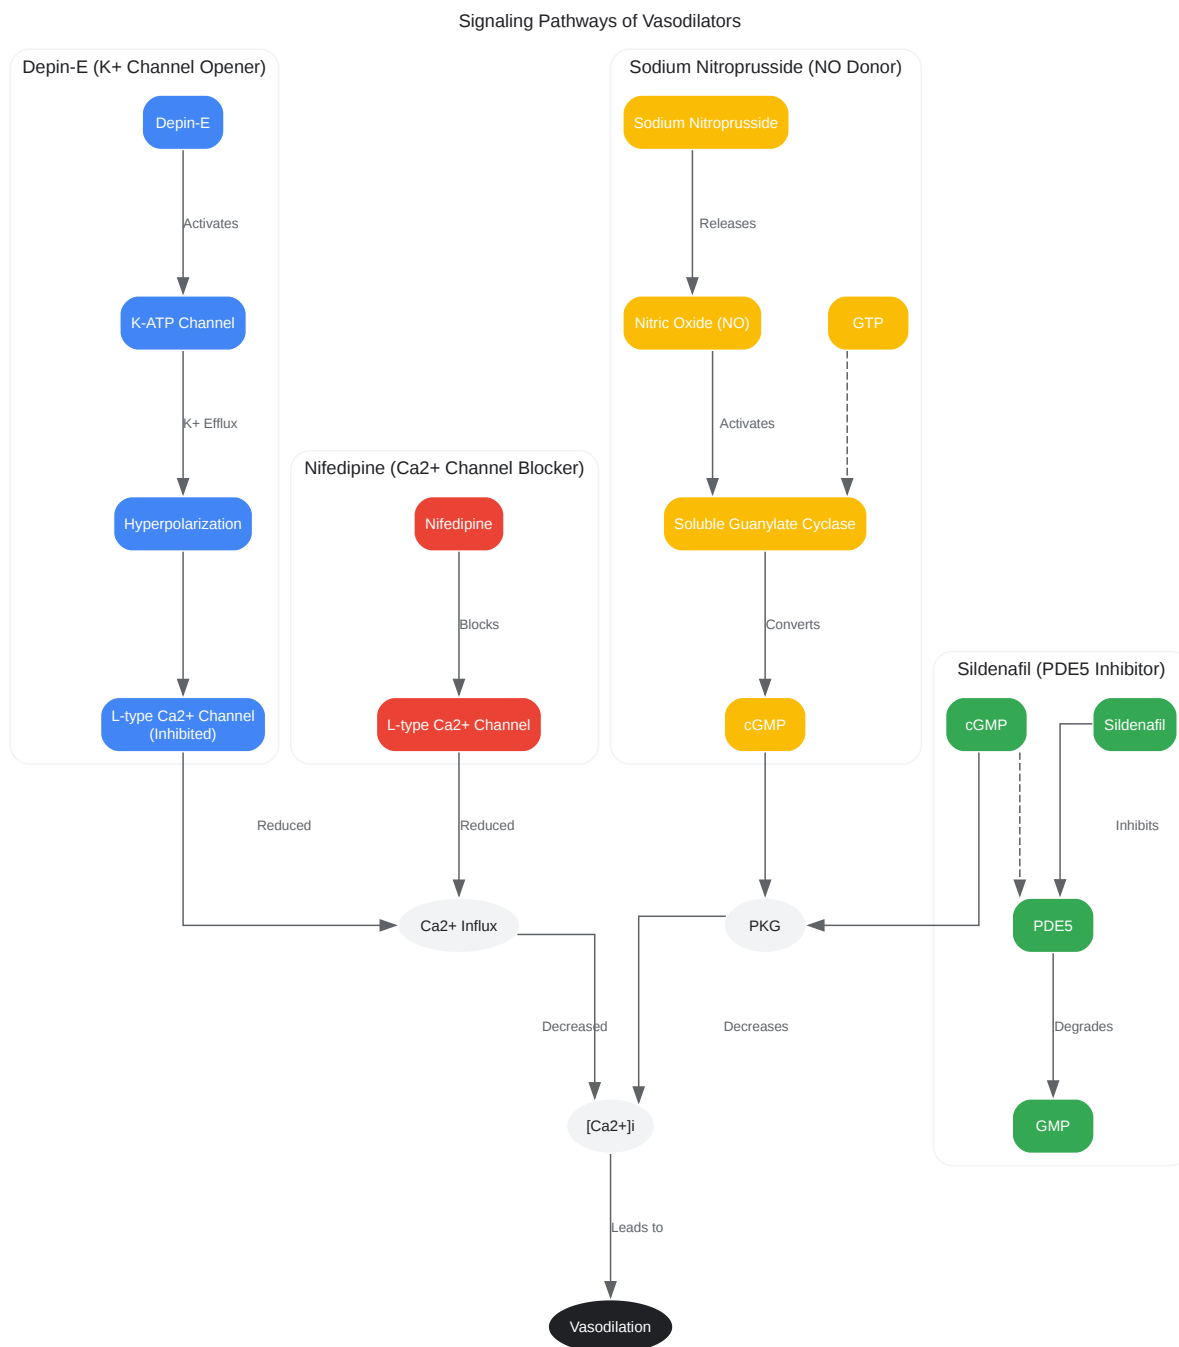 Signaling Pathways of Vasodilators
Depin-E (K+ Channel Opener)
Sodium Nitroprusside (NO Donor)
Depin-E
Sodium Nitroprusside
Activates
Releases
K-ATP Channel
Nitric Oxide (NO)
GTP
K+ Efflux
Activates
Nifedipine (Ca2+ Channel Blocker)
Hyperpolarization
Nifedipine
Soluble Guanylate Cyclase
Blocks
Converts
Sildenafil (PDE5 Inhibitor)
L-type Ca2+ Channel
(Inhibited)
L-type Ca2+ Channel
cGMP
cGMP
Sildenafil
Reduced
Reduced
Inhibits
Ca2+ Influx
PKG
PDE5
Decreased
Decreases
Degrades
[Ca2+]i
GMP
Leads to
Vasodilation